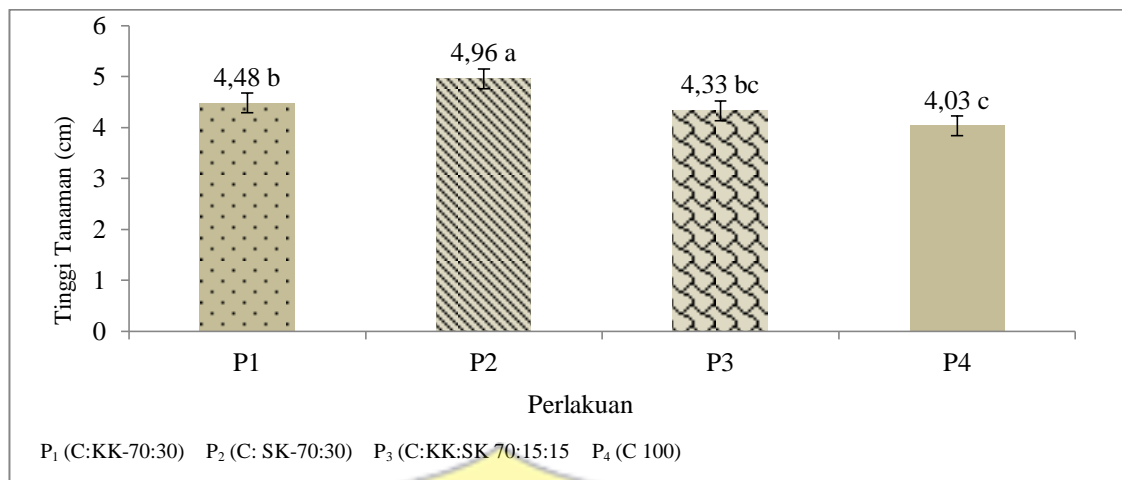 6
4,96 a
5
4,48 b
4,33 bc
4,03 c
4
3
2
1
0
Tinggi Tanaman (cm)
P1 P2 P3 P4
Perlakuan
P₁ (C:KK-70:30) P₂ (C: SK-70:30) P₃ (C:KK:SK 70:15:15 P₄ (C 100)